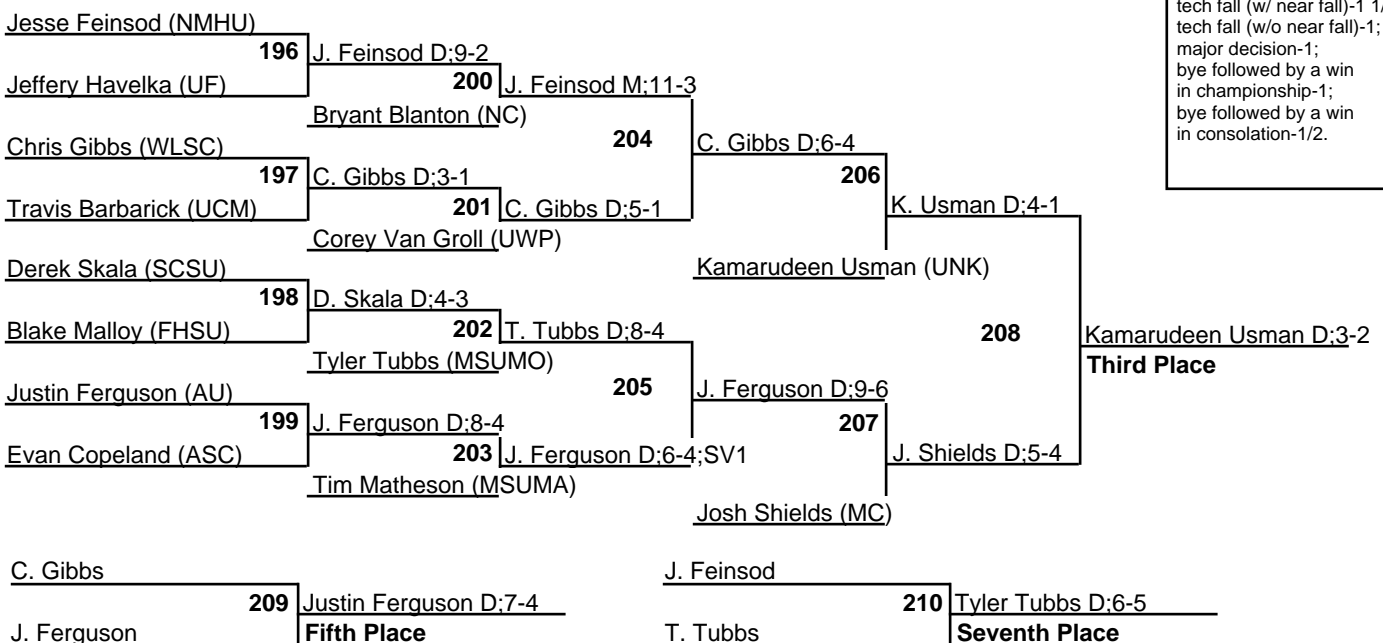 tech fall (w/ near fall)-1 1/
tech fall (w/o near fall)-1;
major decision-1;
bye followed by a win
in championship-1;
bye followed by a win
in consolation-1/2.
Jesse Feinsod (NMHU)
196 J. Feinsod D;9-2
Jeffery Havelka (UF)
200 J. Feinsod M;11-3
Bryant Blanton (NC)
204 C. Gibbs D;6-4
Chris Gibbs (WLSC)
197 C. Gibbs D;3-1
Travis Barbarick (UCM)
201 C. Gibbs D;5-1
Corey Van Groll (UWP)
206 K. Usman D;4-1
Kamarudeen Usman (UNK)
Derek Skala (SCSU)
198 D. Skala D;4-3
Blake Malloy (FHSU)
202 T. Tubbs D;8-4
Tyler Tubbs (MSUMO)
208 Kamarudeen Usman D;3-2
Third Place
Justin Ferguson (AU)
205 J. Ferguson D;9-6
199 J. Ferguson D;8-4
Evan Copeland (ASC)
203 J. Ferguson D;6-4;SV1
Tim Matheson (MSUMA)
207 J. Shields D;5-4
Josh Shields (MC)
C. Gibbs
209 Justin Ferguson D;7-4
J. Ferguson
Fifth Place
J. Feinsod
210 Tyler Tubbs D;6-5
T. Tubbs
Seventh Place